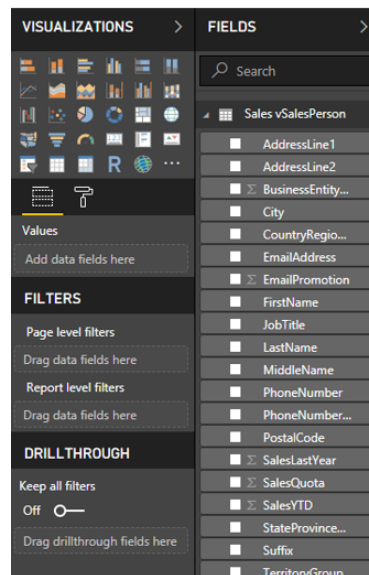 VISUALIZATIONS
Values
Add data fields here
FILTERS
Page level filters
Drag data fields here
Report level filters
Drag data fields here
DRILLTHROUGH
Keep all filters
Off
Drag drillthrough fields here
FIELDS
Search
Sales vSalesPerson
AddressLine1
AddressLine2
Σ BusinessEntity...
City
CountryRegio...
EmailAddress
Σ EmailPromotion
FirstName
JobTitle
LastName
MiddleName
PhoneNumber
PhoneNumber...
PostalCode
Σ SalesLastYear
Σ SalesQuota
Σ SalesYTD
StateProvince...
Suffix
TerritoryGroup